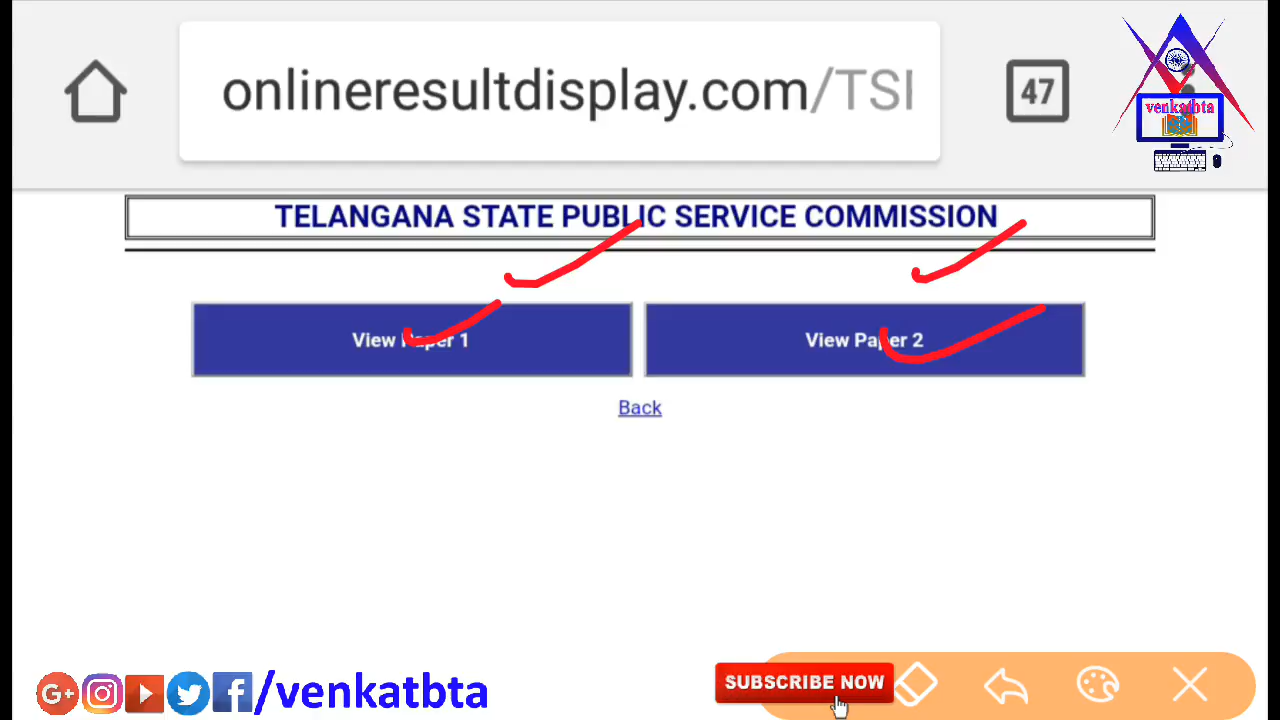 onlineresultdisplay.com/TSI
47
venkatbta
TELANGANA STATE PUBLIC SERVICE COMMISSION
View Paper 1
View Paper 2
Back
G+
f
/venkatbta
SUBSCRIBE NOW